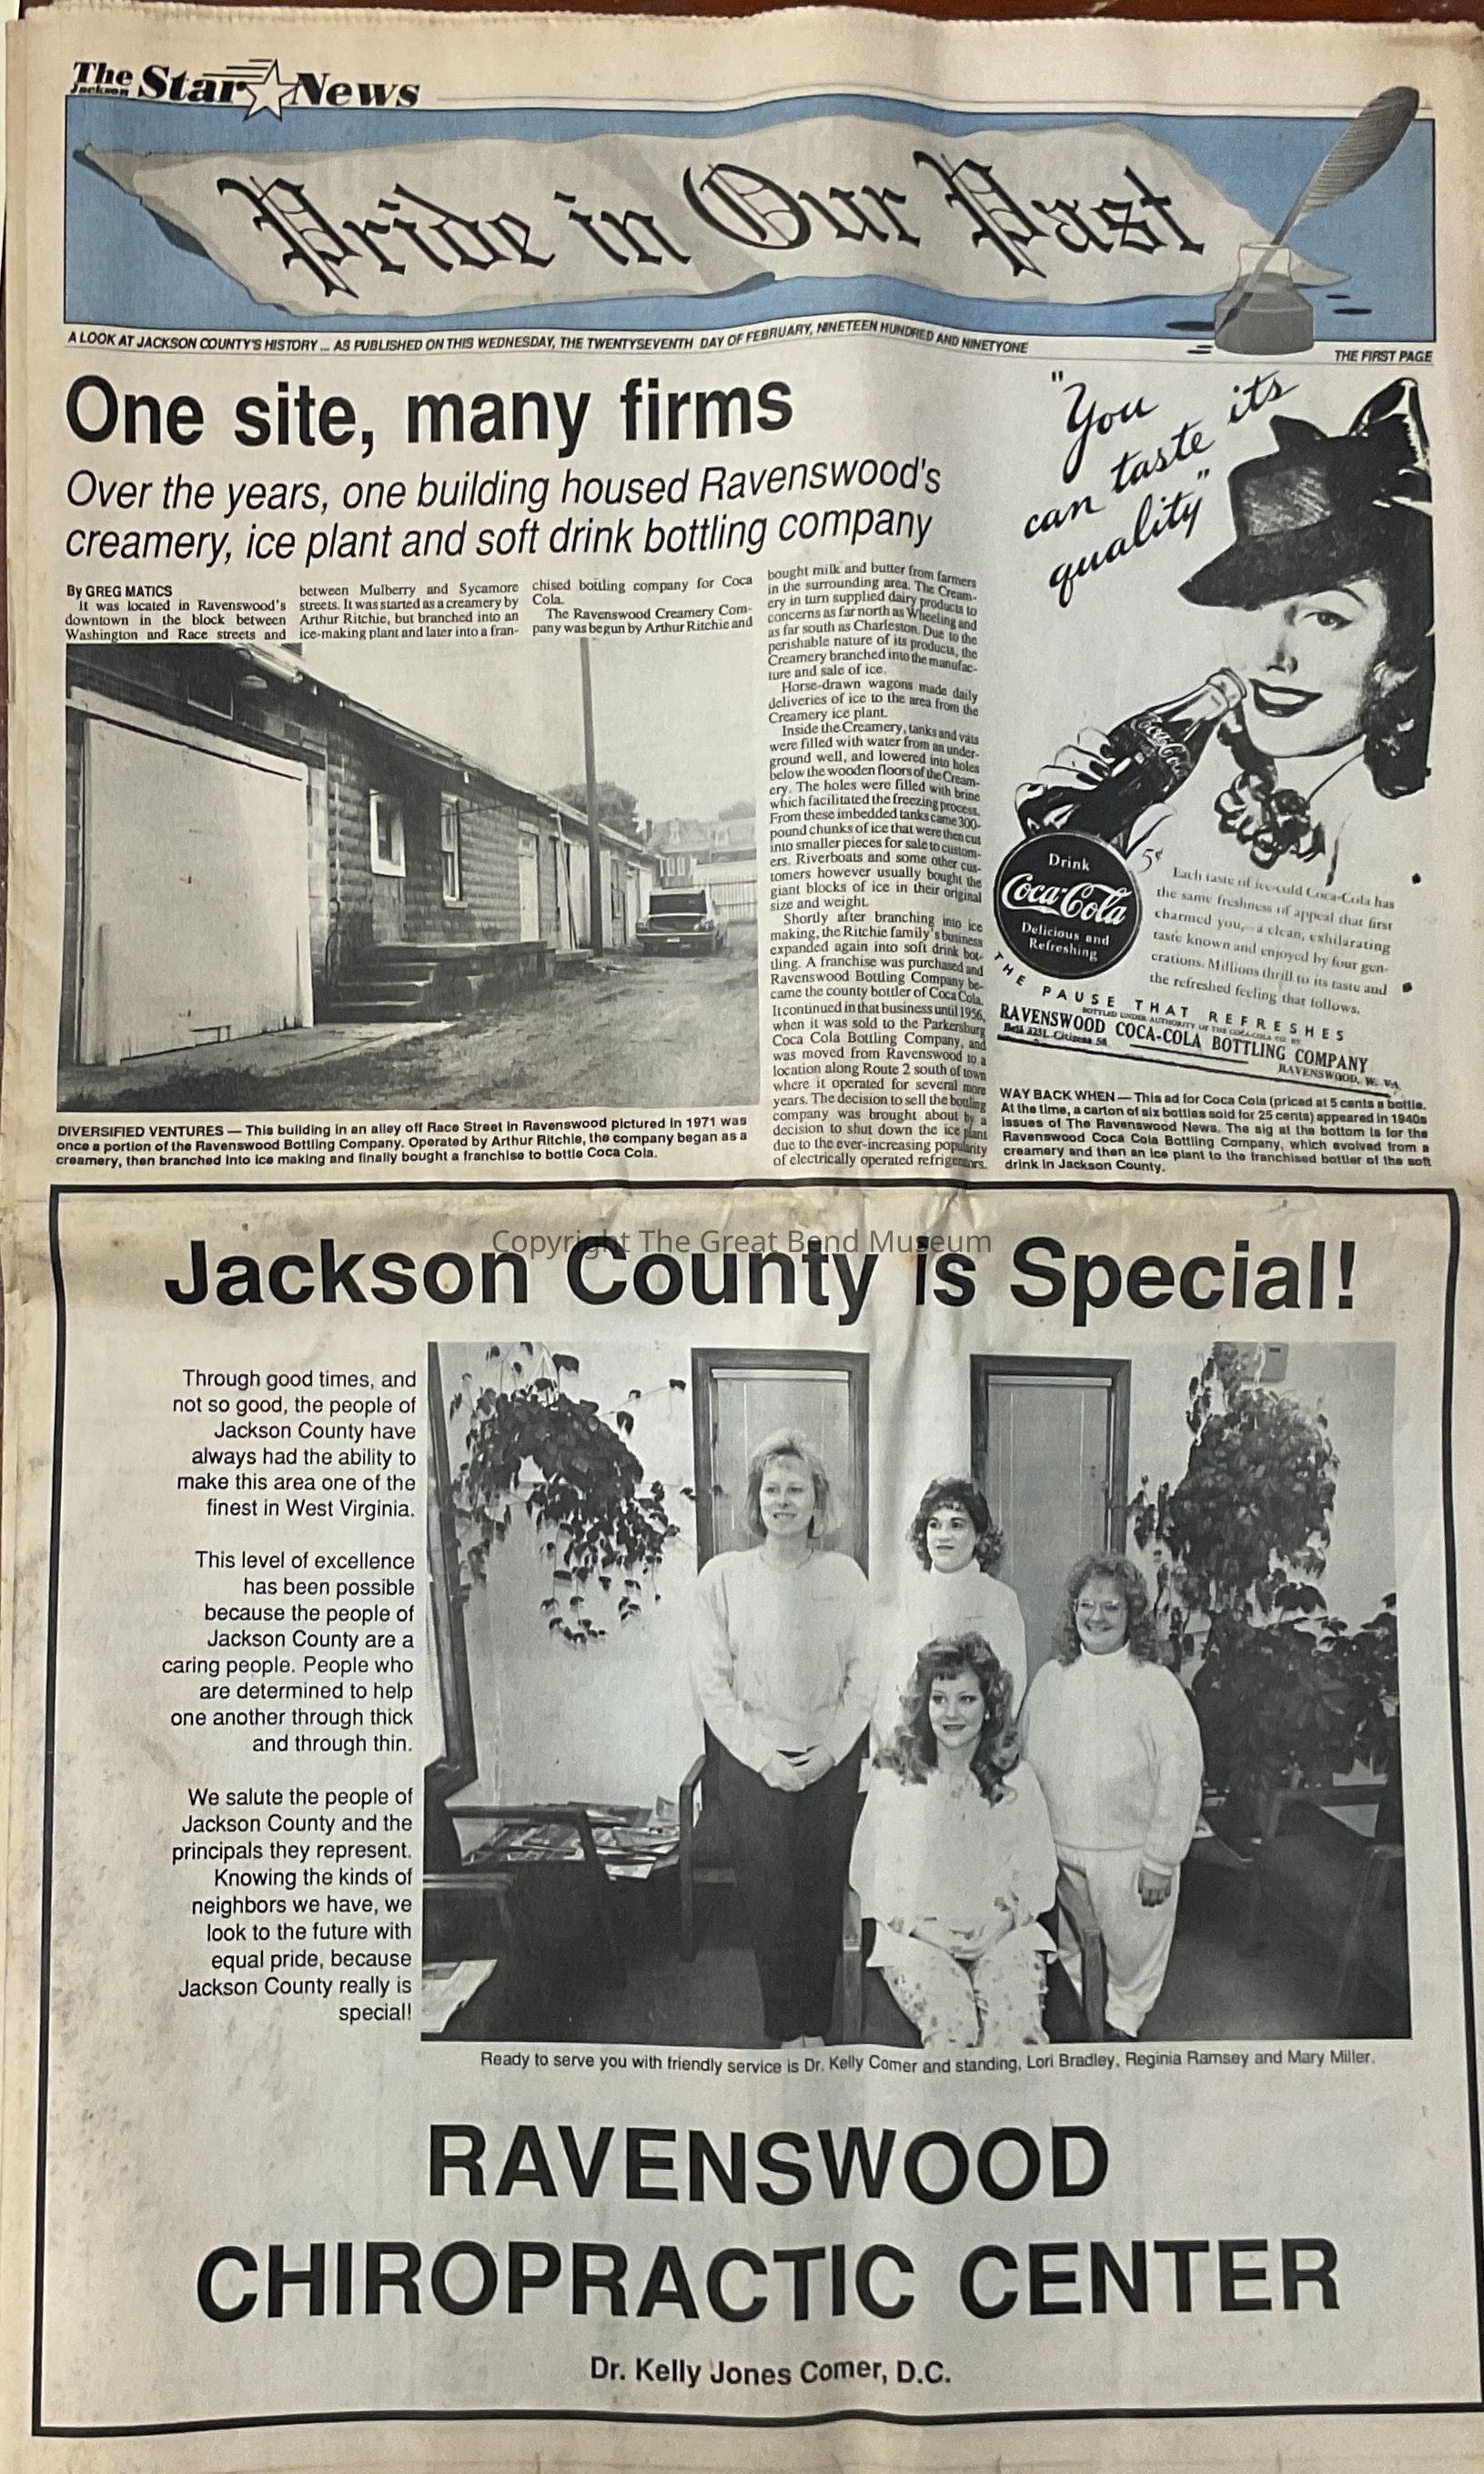 The Jackson Star News
Pride in Our Past
A LOOK AT JACKSON COUNTY'S HISTORY ... AS PUBLISHED ON THIS WEDNESDAY, THE TWENTYSEVENTH DAY OF FEBRUARY, NINETEEN HUNDRED AND NINETYONE
THE FIRST PAGE
One site, many firms
Over the years, one building housed Ravenswood's
creamery, ice plant and soft drink bottling company
By GREG MATICS
It was located in Ravenswood's
downtown in the block between
Washington and Race streets and
between Mulberry and Sycamore
streets. It was started as a creamery by
Arthur Ritchie, but branched into an
ice-making plant and later into a fran-
chised bottling company for Coca
Cola.
The Ravenswood Creamery Com-
pany was begun by Arthur Ritchie and
bought milk and butter from farmers
in the surrounding area. The Cream-
ery in turn supplied dairy products to
concerns as far north as Wheeling and
as far south as Charleston. Due to the
perishable nature of its products, the
Creamery branched into the manufac-
ture and sale of ice.
Horse-drawn wagons made daily
deliveries of ice to the area from the
Creamery ice plant.
Inside the Creamery, tanks and vats
were filled with water from an under-
ground well, and lowered into holes
below the wooden floors of the Cream-
ery. The holes were filled with brine
which facilitated the freezing process.
From these imbedded tanks came 300-
pound chunks of ice that were then cut
into smaller pieces for sale to custom-
ers. Riverboats and some other cus-
tomers however usually bought the
giant blocks of ice in their original
size and weight.
Shortly after branching into ice
making, the Ritchie family's business
expanded again into soft drink bot-
tling. A franchise was purchased and
Ravenswood Bottling Company be-
came the county bottler of Coca Cola.
It continued in that business until 1956,
when it was sold to the Parkersburg
Coca Cola Bottling Company, and
was moved from Ravenswood to a
location along Route 2 south of town
where it operated for several more
years. The decision to sell the bottling
company was brought about by a
decision to shut down the ice plant
due to the ever-increasing popularity
of electrically operated refrigerators.
DIVERSIFIED VENTURES — This building in an alley off Race Street in Ravenswood pictured in 1971 was
once a portion of the Ravenswood Bottling Company. Operated by Arthur Ritchie, the company began as a
creamery, then branched into ice making and finally bought a franchise to bottle Coca Cola.
"You
can taste its
quality"
Coca-Cola
Drink
Coca-Cola
Delicious and
Refreshing
5¢
Each taste of ice-cold Coca-Cola has
the same freshness of appeal that first
charmed you,—a clean, exhilarating
taste known and enjoyed by four gen-
erations. Millions thrill to its taste and
the refreshed feeling that follows.
THE PAUSE THAT REFRESHES
BOTTLED UNDER AUTHORITY OF THE COCA-COLA CO. BY
RAVENSWOOD COCA-COLA BOTTLING COMPANY
Bell 3251, Citizens 58
RAVENSWOOD, W. VA.
WAY BACK WHEN — This ad for Coca Cola (priced at 5 cents a bottle.
At the time, a carton of six bottles sold for 25 cents) appeared in 1940s
issues of The Ravenswood News. The sig at the bottom is for the
Ravenswood Coca Cola Bottling Company, which evolved from a
creamery and then an ice plant to the franchised bottler of the soft
drink in Jackson County.
Copyright The Great Bend Museum
Jackson County is Special!
Through good times, and
not so good, the people of
Jackson County have
always had the ability to
make this area one of the
finest in West Virginia.
This level of excellence
has been possible
because the people of
Jackson County are a
caring people. People who
are determined to help
one another through thick
and through thin.
We salute the people of
Jackson County and the
principals they represent.
Knowing the kinds of
neighbors we have, we
look to the future with
equal pride, because
Jackson County really is
special!
Ready to serve you with friendly service is Dr. Kelly Comer and standing, Lori Bradley, Reginia Ramsey and Mary Miller.
RAVENSWOOD
CHIROPRACTIC CENTER
Dr. Kelly Jones Comer, D.C.